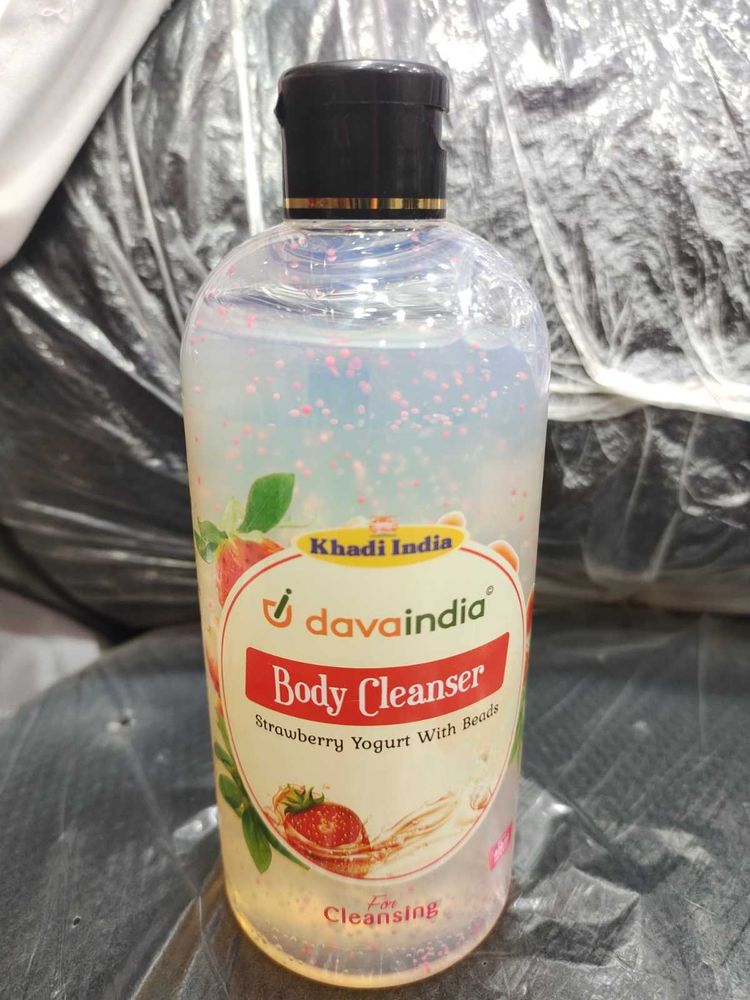 Khadi India
davaindia©
Body Cleanser
Strawberry Yogurt With Beads
For
Cleansing